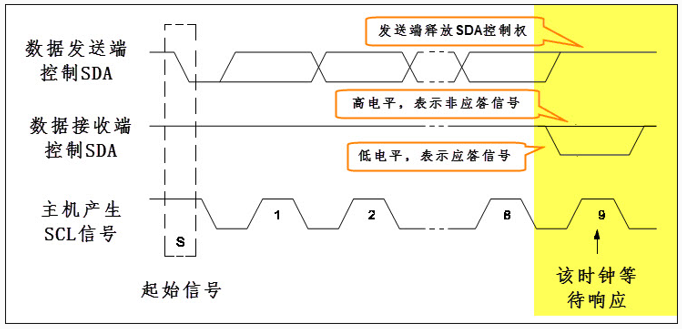 发送端释放SDA控制权
数据发送端
控制SDA
高电平，表示非应答信号
数据接收端
控制SDA
低电平，表示应答信号
主机产生
SCL信号
S
1
2
8
9
起始信号
该时钟等
待响应